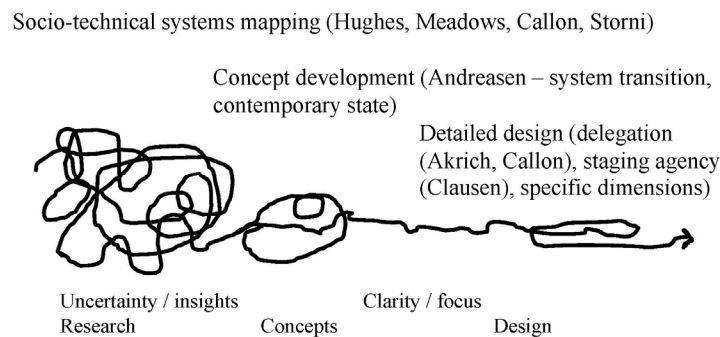 Socio-technical systems mapping (Hughes, Meadows, Callon, Storni)
Concept development (Andreasen – system transition,
contemporary state)
Detailed design (delegation
(Akrich, Callon), staging agency
(Clausen), specific dimensions)
Uncertainty / insights
Clarity / focus
Research
Concepts
Design